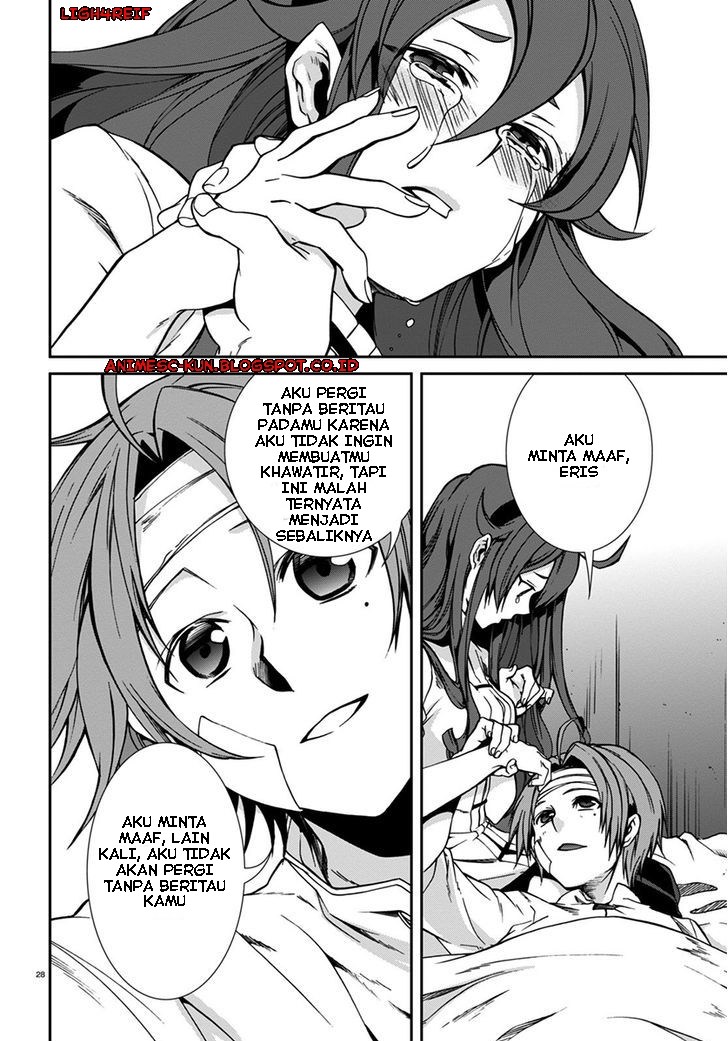 LIGH4REIF
ANIMESC-KUN.BLOGSPOT.CO.ID
AKU
MINTA MAAF,
ERIS
AKU PERGI
TANPA BERITAU
PADAMU KARENA
AKU TIDAK INGIN
MEMBUATMU
KHAWATIR, TAPI
INI MALAH
TERNYATA
MENJADI
SEBALIKNYA
AKU MINTA
MAAF, LAIN
KALI, AKU TIDAK
AKAN PERGI
TANPA BERITAU
KAMU
28